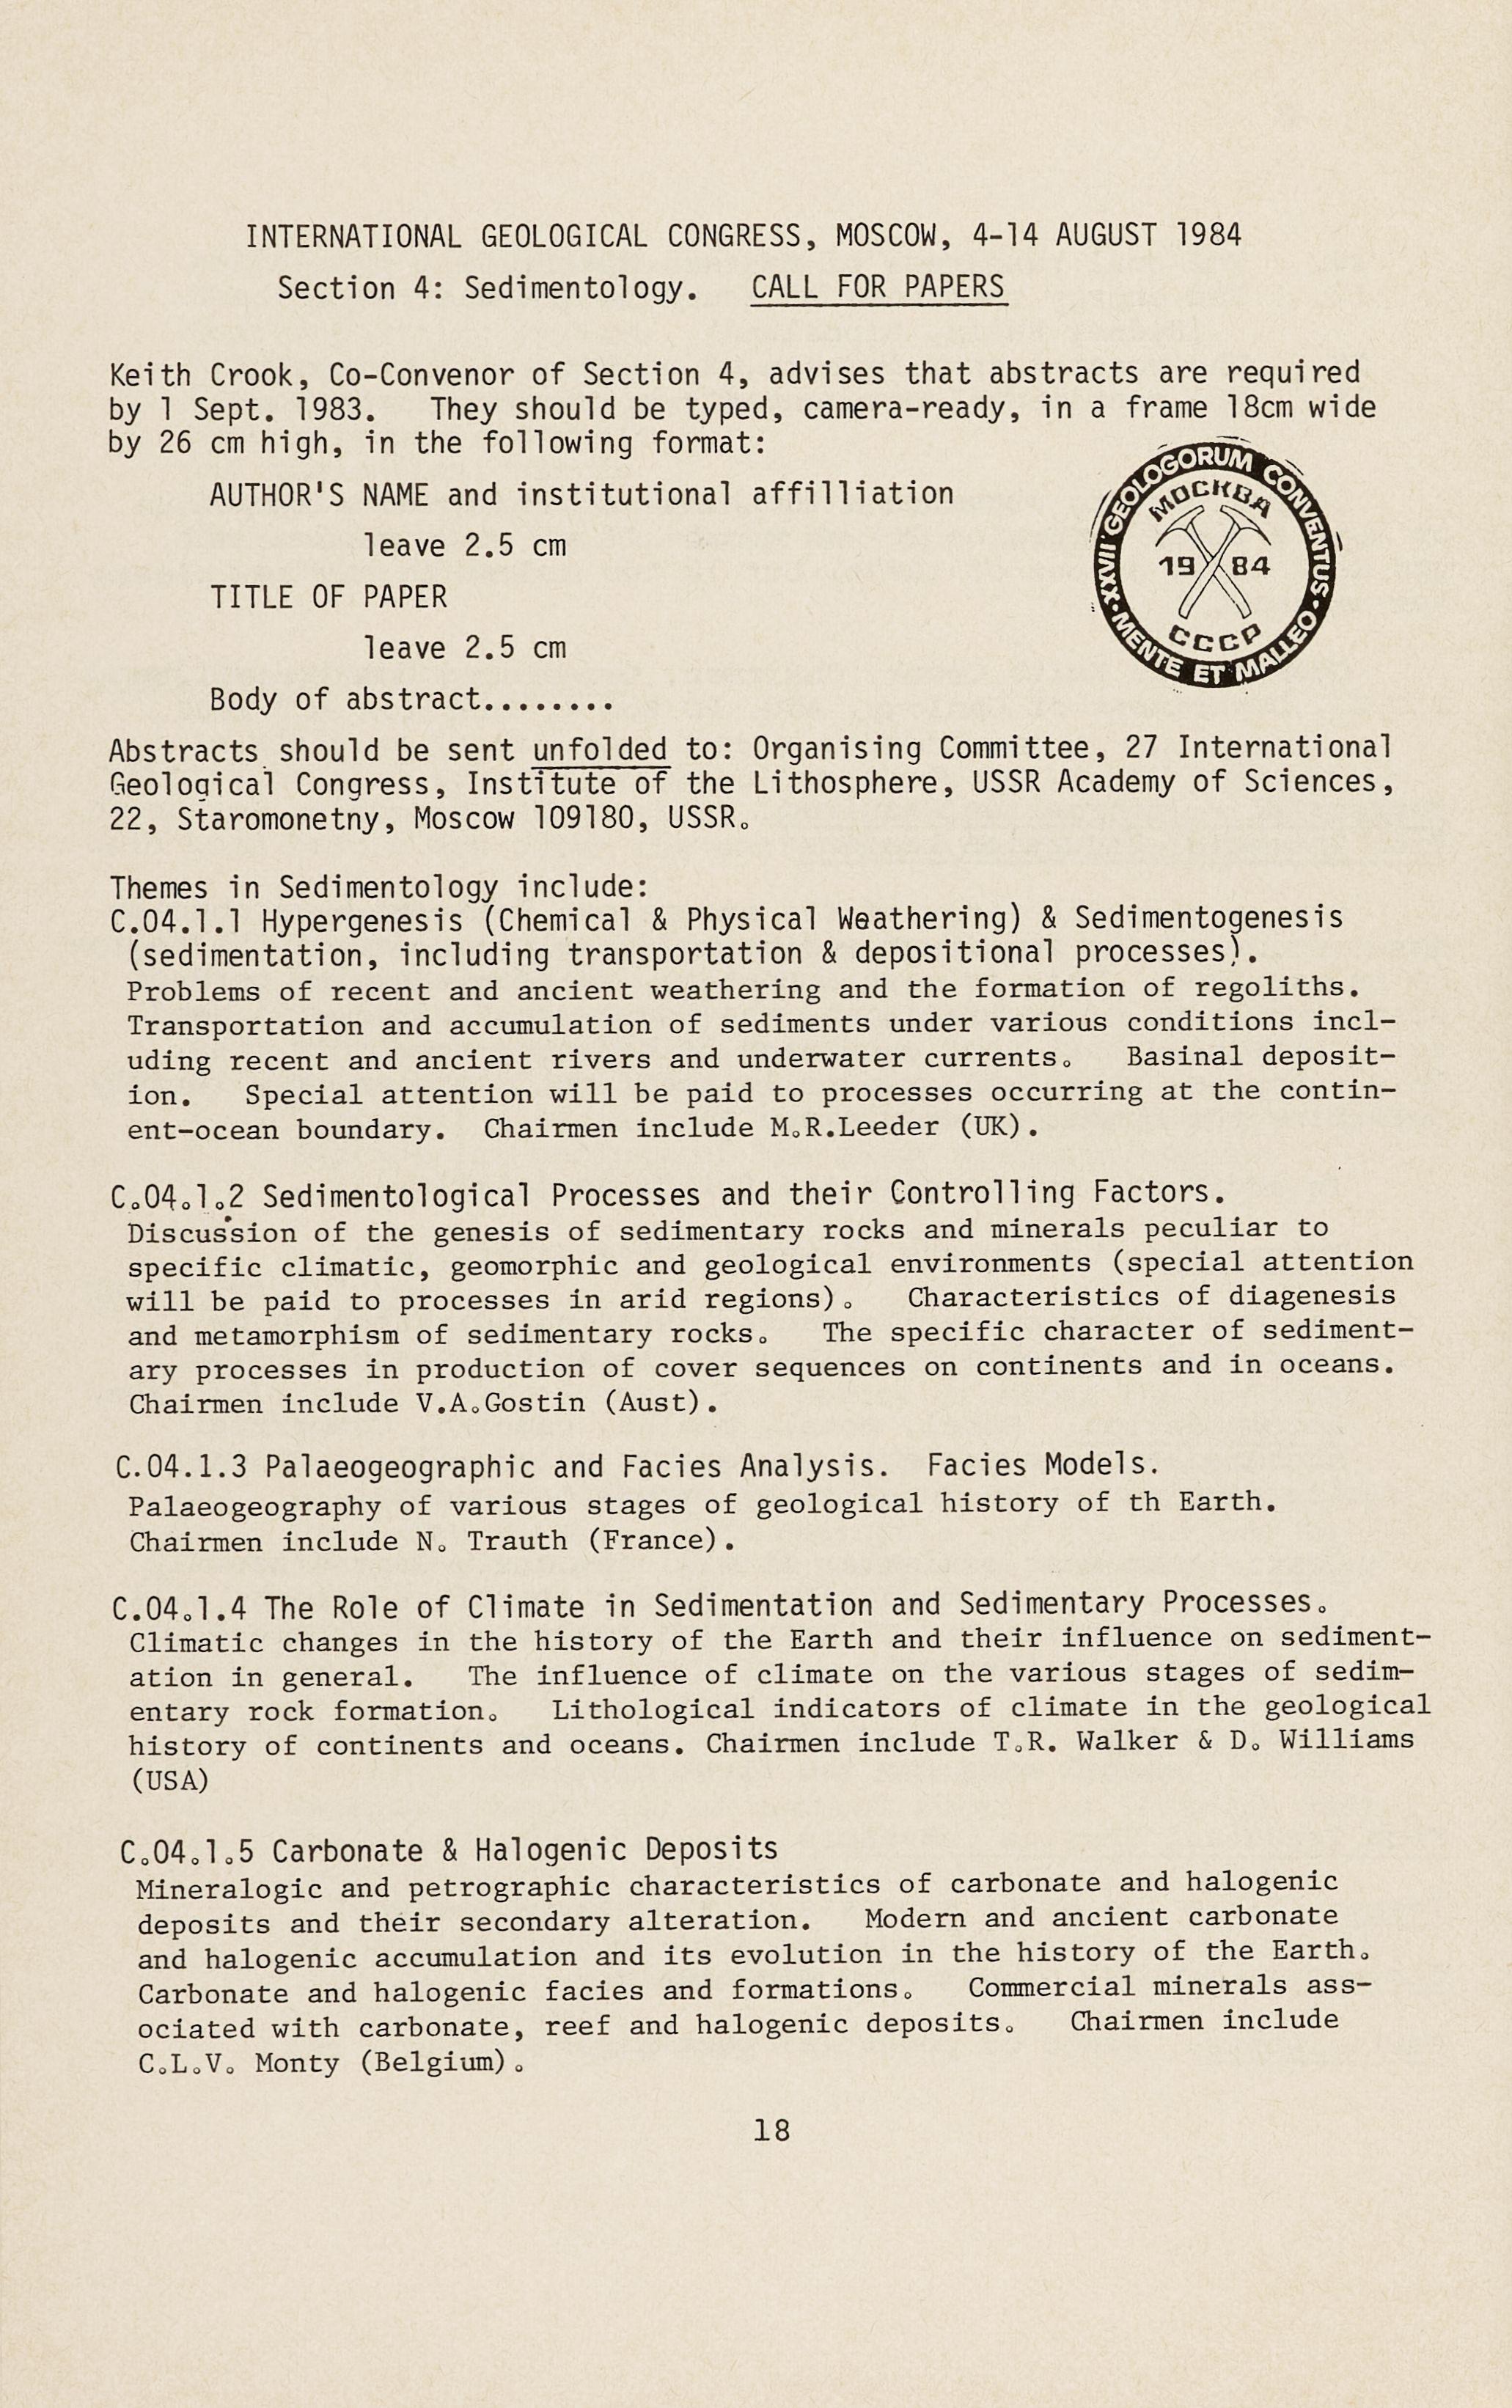 INTERNATIONAL GEOLOGICAL CONGRESS, MOSCOW, 4-14 AUGUST 1984
Section 4: Sedimentology. CALL FOR PAPERS
Keith Crook, Co-Convenor of Section 4, advises that abstracts are required
by 1 Sept. 1983. They should be typed, camera-ready, in a frame 18cm wide
by 26 cm high, in the following format:
AUTHOR'S NAME and institutional affilliation
leave 2.5 cm
TITLE OF PAPER
leave 2.5 cm
Body of abstract........
XXVII GEOLOGORUM CONVENTUS · MENTE ET MALLEO ·
МОСКВА
19 84
СССР
Abstracts should be sent unfolded to: Organising Committee, 27 International
Geological Congress, Institute of the Lithosphere, USSR Academy of Sciences,
22, Staromonetny, Moscow 109180, USSR.
Themes in Sedimentology include:
C.04.1.1 Hypergenesis (Chemical & Physical Weathering) & Sedimentogenesis
(sedimentation, including transportation & depositional processes).
Problems of recent and ancient weathering and the formation of regoliths.
Transportation and accumulation of sediments under various conditions incl-
uding recent and ancient rivers and underwater currents. Basinal deposit-
ion. Special attention will be paid to processes occurring at the contin-
ent-ocean boundary. Chairmen include M.R.Leeder (UK).
C.04.1.2 Sedimentological Processes and their Controlling Factors.
Discussion of the genesis of sedimentary rocks and minerals peculiar to
specific climatic, geomorphic and geological environments (special attention
will be paid to processes in arid regions). Characteristics of diagenesis
and metamorphism of sedimentary rocks. The specific character of sediment-
ary processes in production of cover sequences on continents and in oceans.
Chairmen include V.A.Gostin (Aust).
C.04.1.3 Palaeogeographic and Facies Analysis. Facies Models.
Palaeogeography of various stages of geological history of th Earth.
Chairmen include N. Trauth (France).
C.04.1.4 The Role of Climate in Sedimentation and Sedimentary Processes.
Climatic changes in the history of the Earth and their influence on sediment-
ation in general. The influence of climate on the various stages of sedim-
entary rock formation. Lithological indicators of climate in the geological
history of continents and oceans. Chairmen include T.R. Walker & D. Williams
(USA)
C.04.1.5 Carbonate & Halogenic Deposits
Mineralogic and petrographic characteristics of carbonate and halogenic
deposits and their secondary alteration. Modern and ancient carbonate
and halogenic accumulation and its evolution in the history of the Earth.
Carbonate and halogenic facies and formations. Commercial minerals ass-
ociated with carbonate, reef and halogenic deposits. Chairmen include
C.L.V. Monty (Belgium).
18